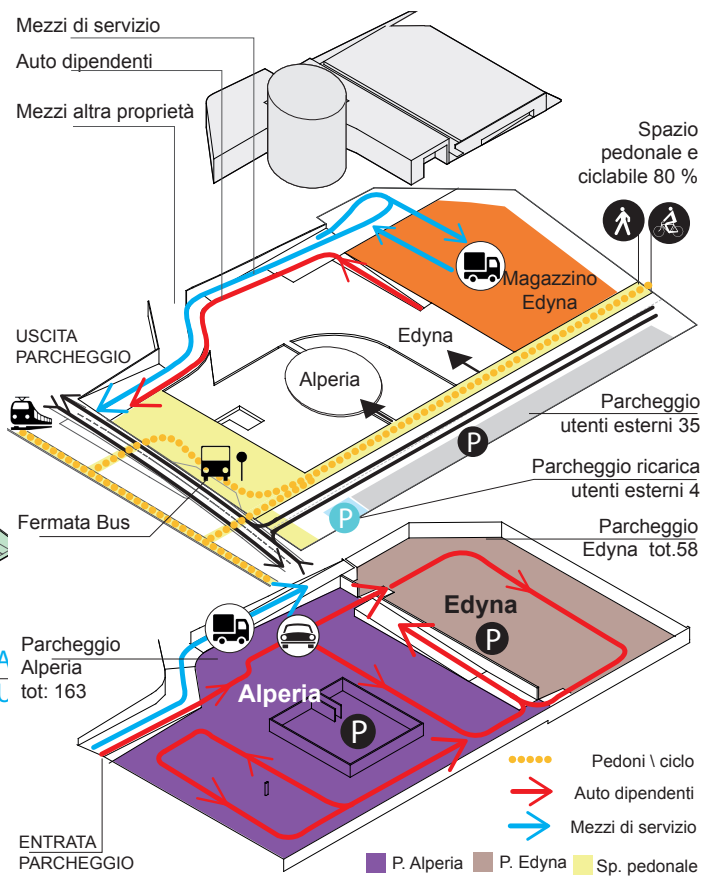 Mezzi di servizio
Auto dipendenti
Mezzi altra proprietà
Spazio
pedonale e
ciclabile 80 %
Magazzino
Edyna
USCITA
PARCHEGGIO
Edyna
Alperia
Parcheggio
utenti esterni 35
P
Parcheggio ricarica
utenti esterni 4
P
Fermata Bus
Parcheggio
Edyna tot.58
Edyna
P
Parcheggio
Alperia
tot: 163
A
U
Alperia
P
Pedoni \ ciclo
Auto dipendenti
Mezzi di servizio
ENTRATA
PARCHEGGIO
P. Alperia
P. Edyna
Sp. pedonale